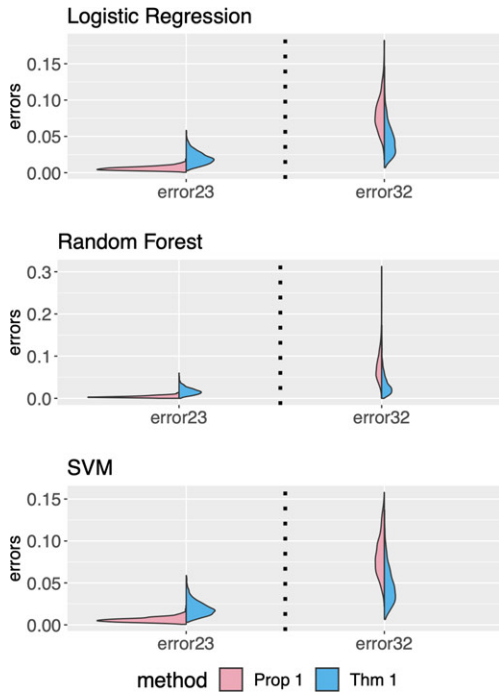 Logistic Regression
errors
0.15
0.10
0.05
0.00
error23 error32
Random Forest
errors
0.3
0.2
0.1
0.0
error23 error32
SVM
errors
0.15
0.10
0.05
0.00
error23 error32
method Prop 1 Thm 1